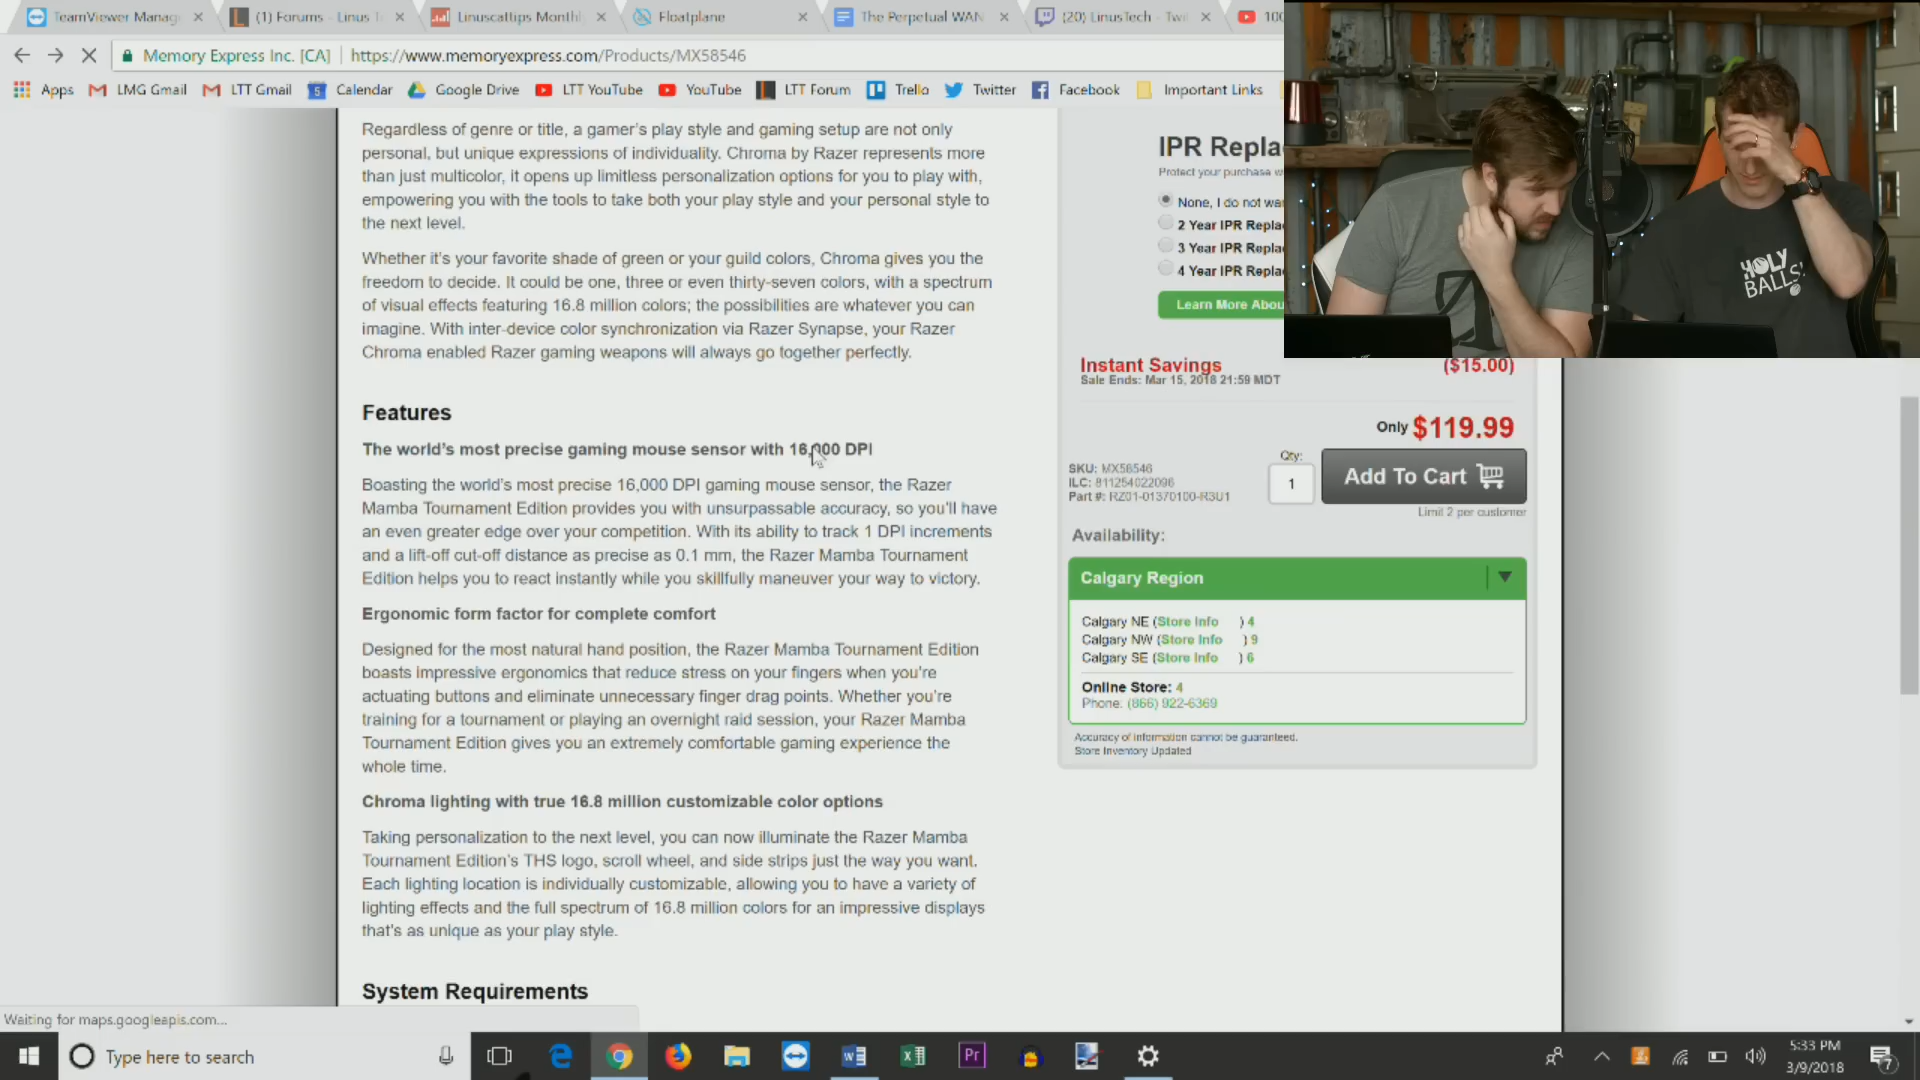 TeamViewer Manag
(1) Forums - Linus T
Linuscattips Monthl
Floatplane
The Perpetual WAN
(20) LinusTech - Tw
100
Memory Express Inc. [CA]
https://www.memoryexpress.com/Products/MX58546
Apps
LMG Gmail
LTT Gmail
Calendar
Google Drive
LTT YouTube
YouTube
LTT Forum
Trello
Twitter
Facebook
Important Links
Regardless of genre or title, a gamer's play style and gaming setup are not only
personal, but unique expressions of individuality. Chroma by Razer represents more
than just multicolor, it opens up limitless personalization options for you to play with,
empowering you with the tools to take both your play style and your personal style to
the next level.
Whether it's your favorite shade of green or your guild colors, Chroma gives you the
freedom to decide. It could be one, three or even thirty-seven colors, with a spectrum
of visual effects featuring 16.8 million colors; the possibilities are whatever you can
imagine. With inter-device color synchronization via Razer Synapse, your Razer
Chroma enabled Razer gaming weapons will always go together perfectly.
Features
The world's most precise gaming mouse sensor with 16,000 DPI
Boasting the world's most precise 16,000 DPI gaming mouse sensor, the Razer
Mamba Tournament Edition provides you with unsurpassable accuracy, so you'll have
an even greater edge over your competition. With its ability to track 1 DPI increments
and a lift-off cut-off distance as precise as 0.1 mm, the Razer Mamba Tournament
Edition helps you to react instantly while you skillfully maneuver your way to victory.
Ergonomic form factor for complete comfort
Designed for the most natural hand position, the Razer Mamba Tournament Edition
boasts impressive ergonomics that reduce stress on your fingers when you're
actuating buttons and eliminate unnecessary finger drag points. Whether you're
training for a tournament or playing an overnight raid session, your Razer Mamba
Tournament Edition gives you an extremely comfortable gaming experience the
whole time.
Chroma lighting with true 16.8 million customizable color options
Taking personalization to the next level, you can now illuminate the Razer Mamba
Tournament Edition's THS logo, scroll wheel, and side strips just the way you want.
Each lighting location is individually customizable, allowing you to have a variety of
lighting effects and the full spectrum of 16.8 million colors for an impressive displays
that's as unique as your play style.
System Requirements
IPR Repla
Protect your purchase w
None, I do not wa
2 Year IPR Repla
3 Year IPR Repla
4 Year IPR Repla
Learn More Abou
HOLY
BALLS!
Instant Savings ($15.00)
Sale Ends: Mar 15, 2018 21:59 MDT
Only $119.99
SKU: MX58546
ILC: 811254022096
Part #: RZ01-01370100-R3U1
Qty:
1
Add To Cart
Limit 2 per customer
Availability:
Calgary Region
Calgary NE (Store Info ) 4
Calgary NW (Store Info ) 9
Calgary SE (Store Info ) 6
Online Store: 4
Phone: (866) 922-6369
Accuracy of information cannot be guaranteed.
Store Inventory Updated
Waiting for maps.googleapis.com...
Type here to search
Pr
5:33 PM
3/9/2018
7